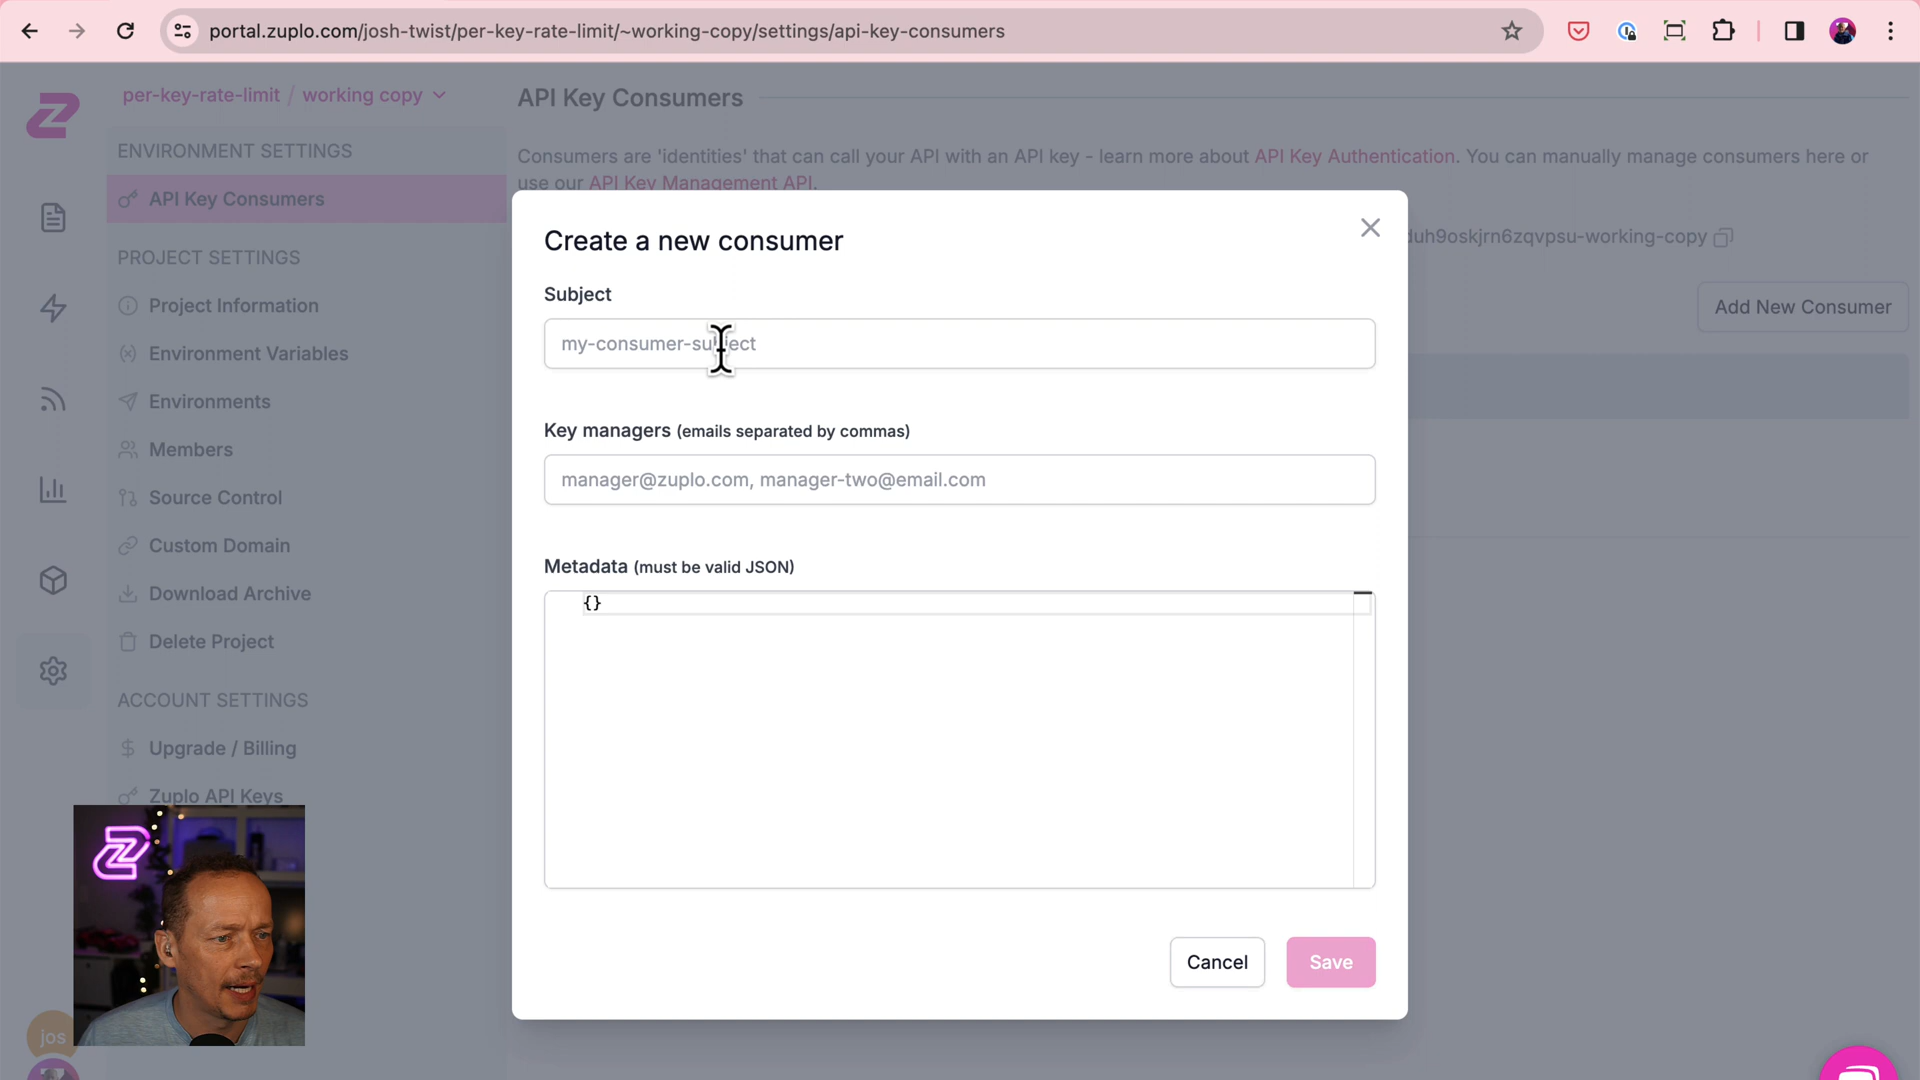 portal.zuplo.com/josh-twist/per-key-rate-limit/~working-copy/settings/api-key-consumers
per-key-rate-limit / working copy
API Key Consumers
ENVIRONMENT SETTINGS
Consumers are 'identities' that can call your API with an API key - learn more about API Key Authentication. You can manually manage consumers here or
use our API Key Management API.
API Key Consumers
duh9oskjrn6zqvpsu-working-copy
Add New Consumer
PROJECT SETTINGS
Project Information
Environment Variables
Environments
Members
Source Control
Custom Domain
Download Archive
Delete Project
ACCOUNT SETTINGS
Upgrade / Billing
Zuplo API Keys
jos
Create a new consumer
Subject
my-consumer-subject
Key managers (emails separated by commas)
manager@zuplo.com, manager-two@email.com
Metadata (must be valid JSON)
{}
Cancel
Save